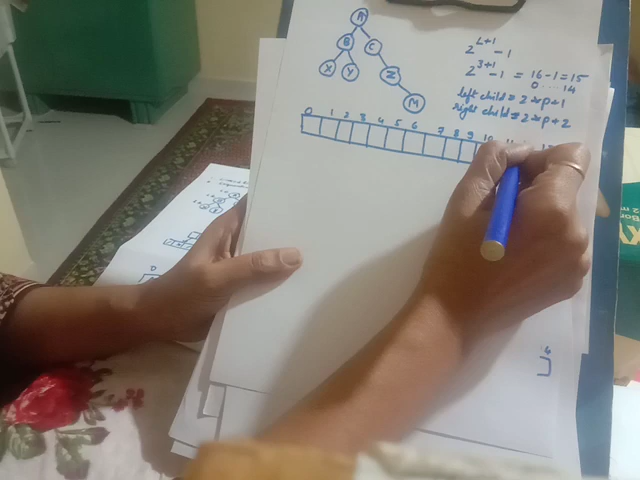 A
B C
X Y Z
M
2^L+1 - 1
2^3+1 - 1 = 16 - 1 = 15
0 .... 14
left child = 2 * p + 1
right child = 2 * p + 2
0 1 2 3 4 5 6 7 8 9 10